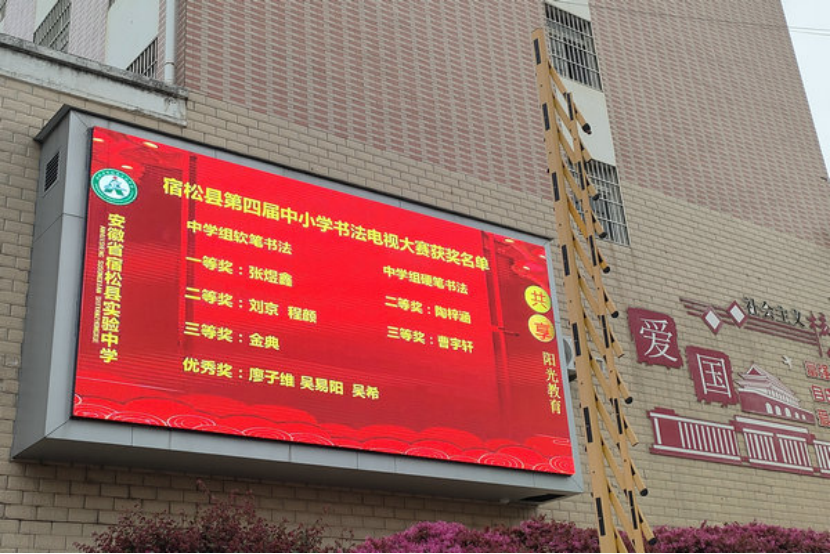 宿松县第四届中小学书法电视大赛获奖名单
安徽省宿松县实验中学
中学组软笔书法
一等奖：张煜鑫
二等奖：刘京 程颜
三等奖：金典
优秀奖：廖子维 吴易阳 吴希
中学组硬笔书法
二等奖：陶梓涵
三等奖：曹宇轩
共享
阳光教育
社会主义
爱国